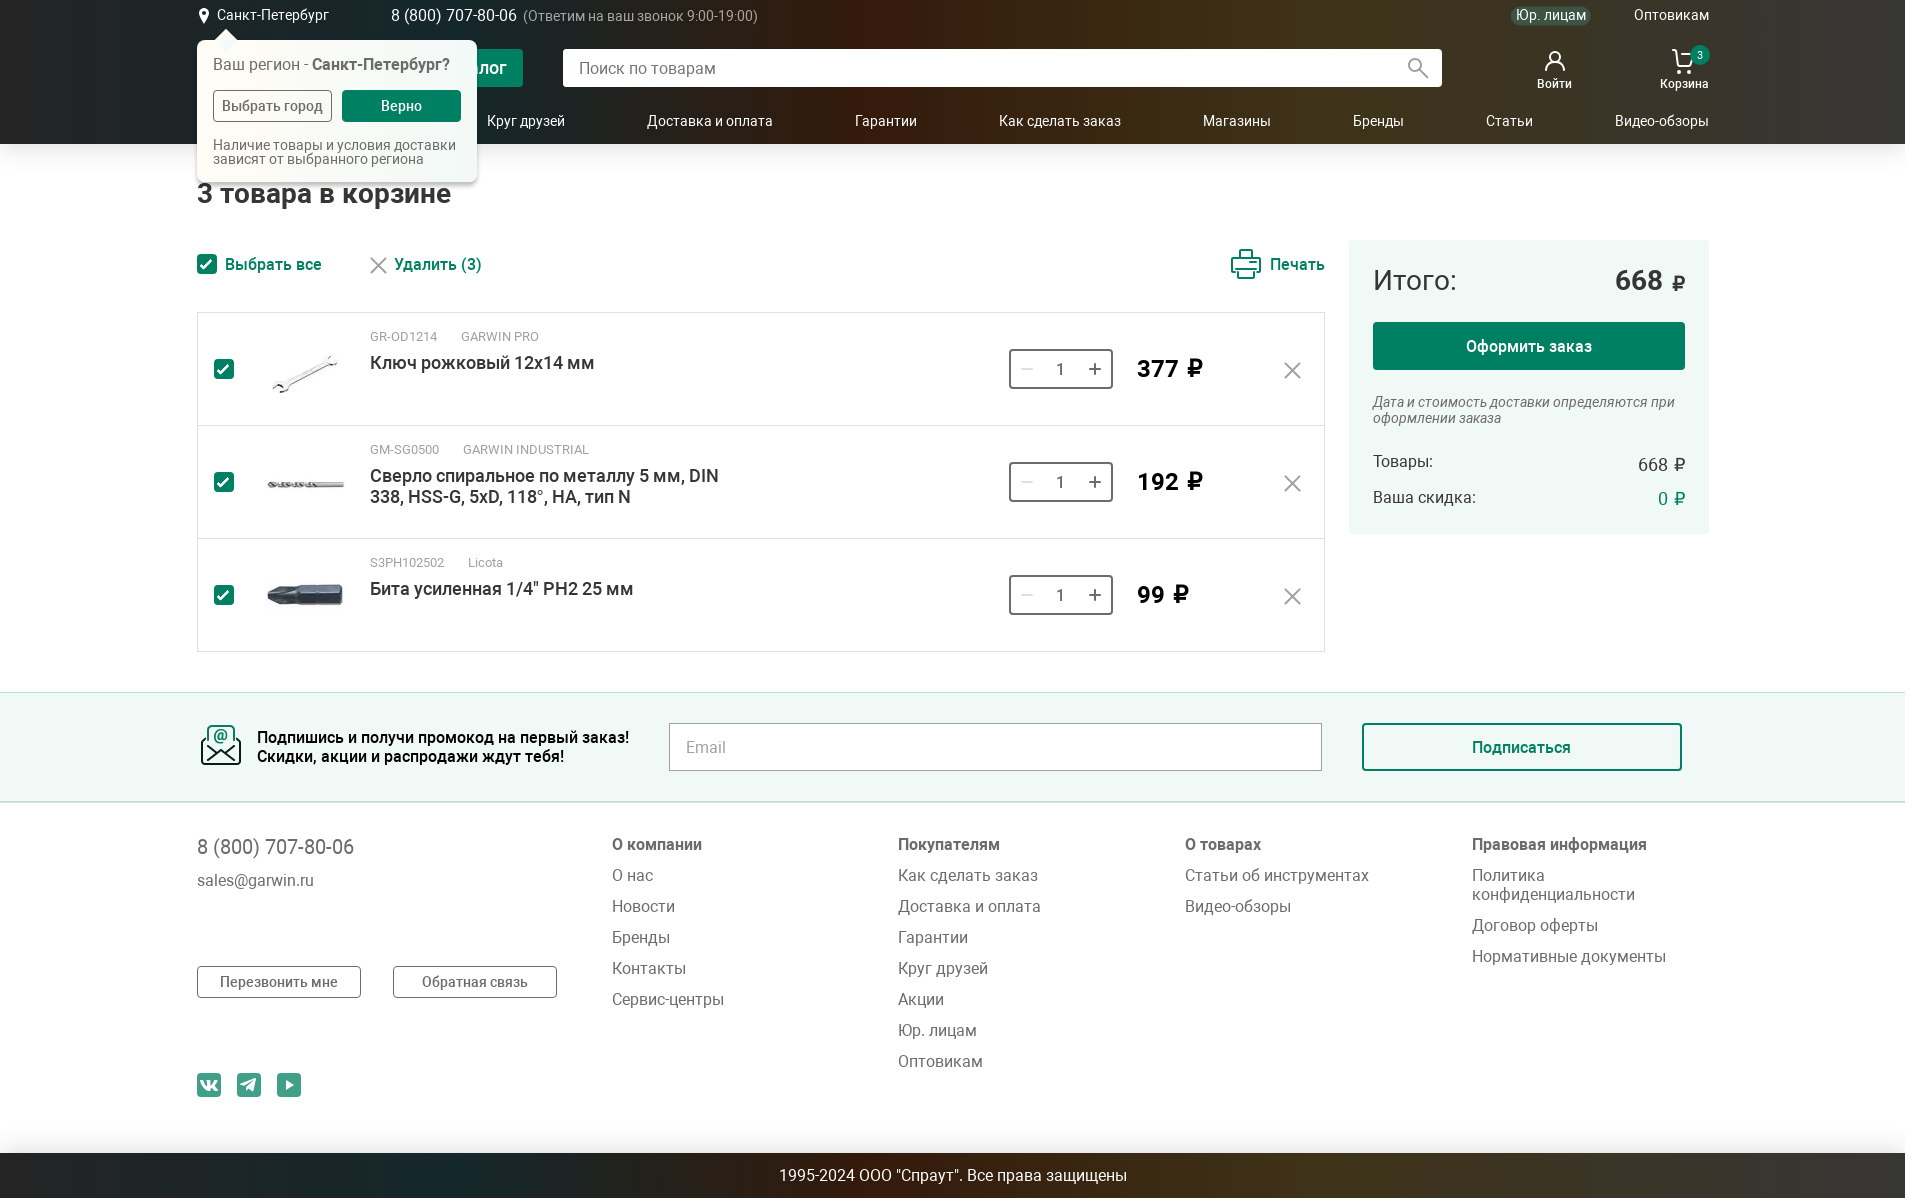 Санкт-Петербург
8 (800) 707-80-06 (Ответим на ваш звонок 9:00-19:00)
Юр. лицам
Оптовикам
Ваш регион - Санкт-Петербург?
Выбрать город
Верно
Наличие товары и условия доставки
зависят от выбранного региона
Поиск по товарам
Войти
3
Корзина
Круг друзей
Доставка и оплата
Гарантии
Как сделать заказ
Магазины
Бренды
Статьи
Видео-обзоры
3 товара в корзине
Выбрать все
Удалить (3)
Печать
GR-OD1214 GARWIN PRO
Ключ рожковый 12х14 мм
1
377 ₽
GM-SG0500 GARWIN INDUSTRIAL
Сверло спиральное по металлу 5 мм, DIN
338, HSS-G, 5xD, 118°, HA, тип N
1
192 ₽
S3PH102502 Licota
Бита усиленная 1/4" PH2 25 мм
1
99 ₽
Итого: 668 ₽
Оформить заказ
Дата и стоимость доставки определяются при
оформлении заказа
Товары: 668 ₽
Ваша скидка: 0 ₽
Подпишись и получи промокод на первый заказ!
Скидки, акции и распродажи ждут тебя!
Email
Подписаться
8 (800) 707-80-06
sales@garwin.ru
Перезвонить мне
Обратная связь
О компании
О нас
Новости
Бренды
Контакты
Сервис-центры
Покупателям
Как сделать заказ
Доставка и оплата
Гарантии
Круг друзей
Акции
Юр. лицам
Оптовикам
О товарах
Статьи об инструментах
Видео-обзоры
Правовая информация
Политика
конфиденциальности
Договор оферты
Нормативные документы
1995-2024 ООО "Спраут". Все права защищены